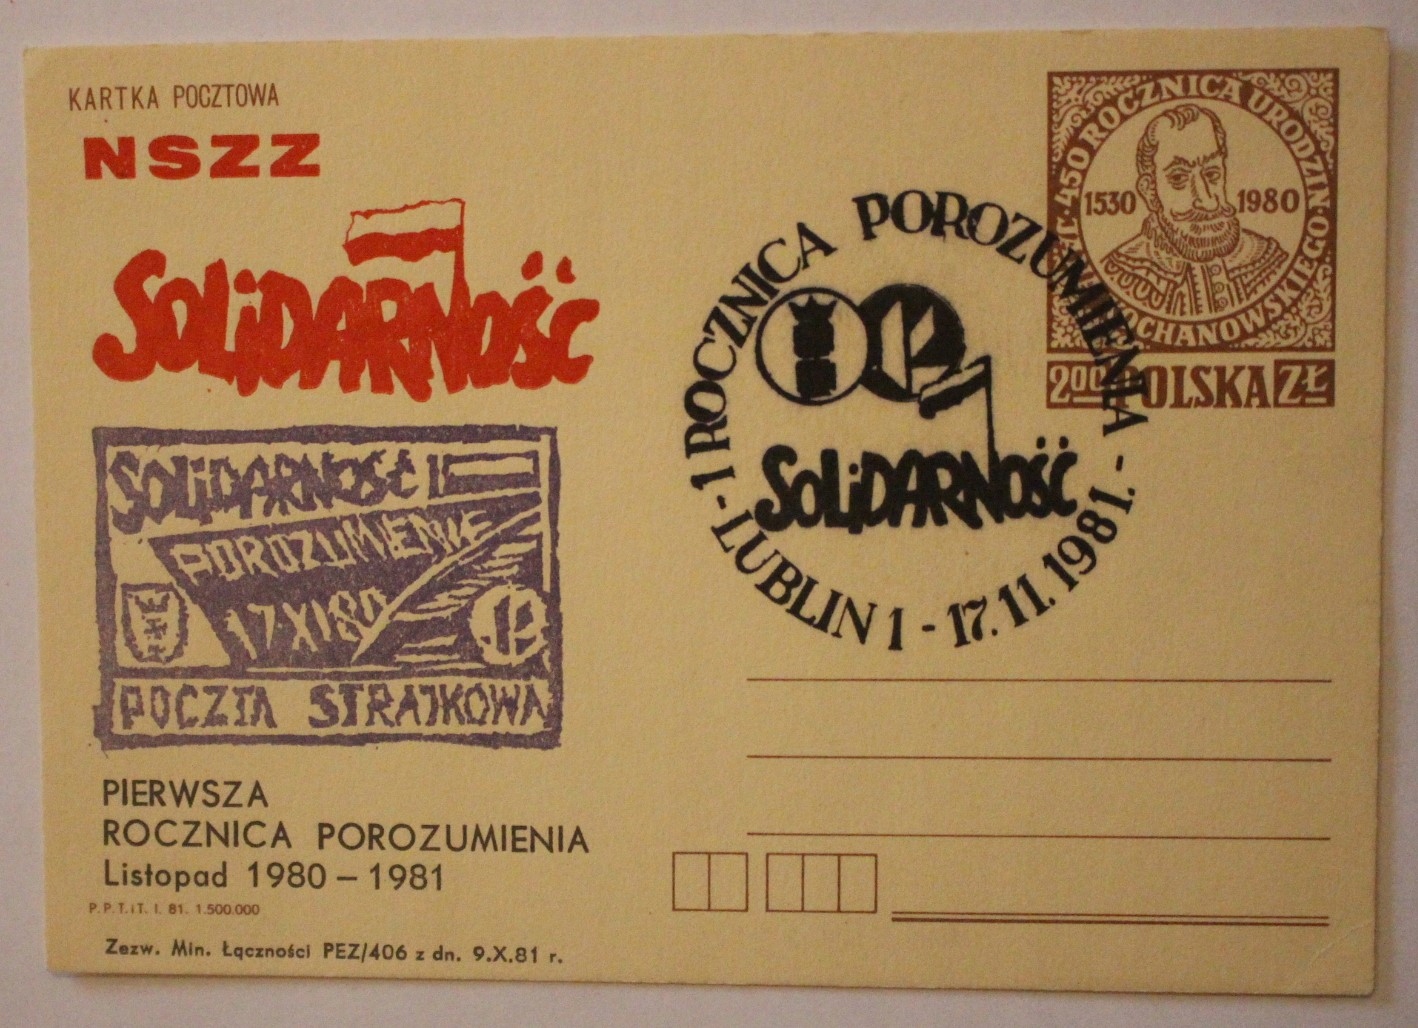 KARTKA POCZTOWA
NSZZ
SOLiDARNOŚĆ
SOLiDARNOŚĆ
POROZUMIENIE
17 XI 80
POCZTA STRAJKOWA
PIERWSZA
ROCZNICA POROZUMIENIA
Listopad 1980 – 1981
P.P.T.iT. I. 81. 1.500.000
Zezw. Min. Łączności PEZ/406 z dn. 9.X.81 r.
1 ROCZNICA POROZUMIENIA
SOLiDARNOŚĆ
- LUBLIN 1 - 17.11.1981. -
450 ROCZNICA URODZIN
KOCHANOWSKIEGO
1530 1980
200 POLSKA ZŁ